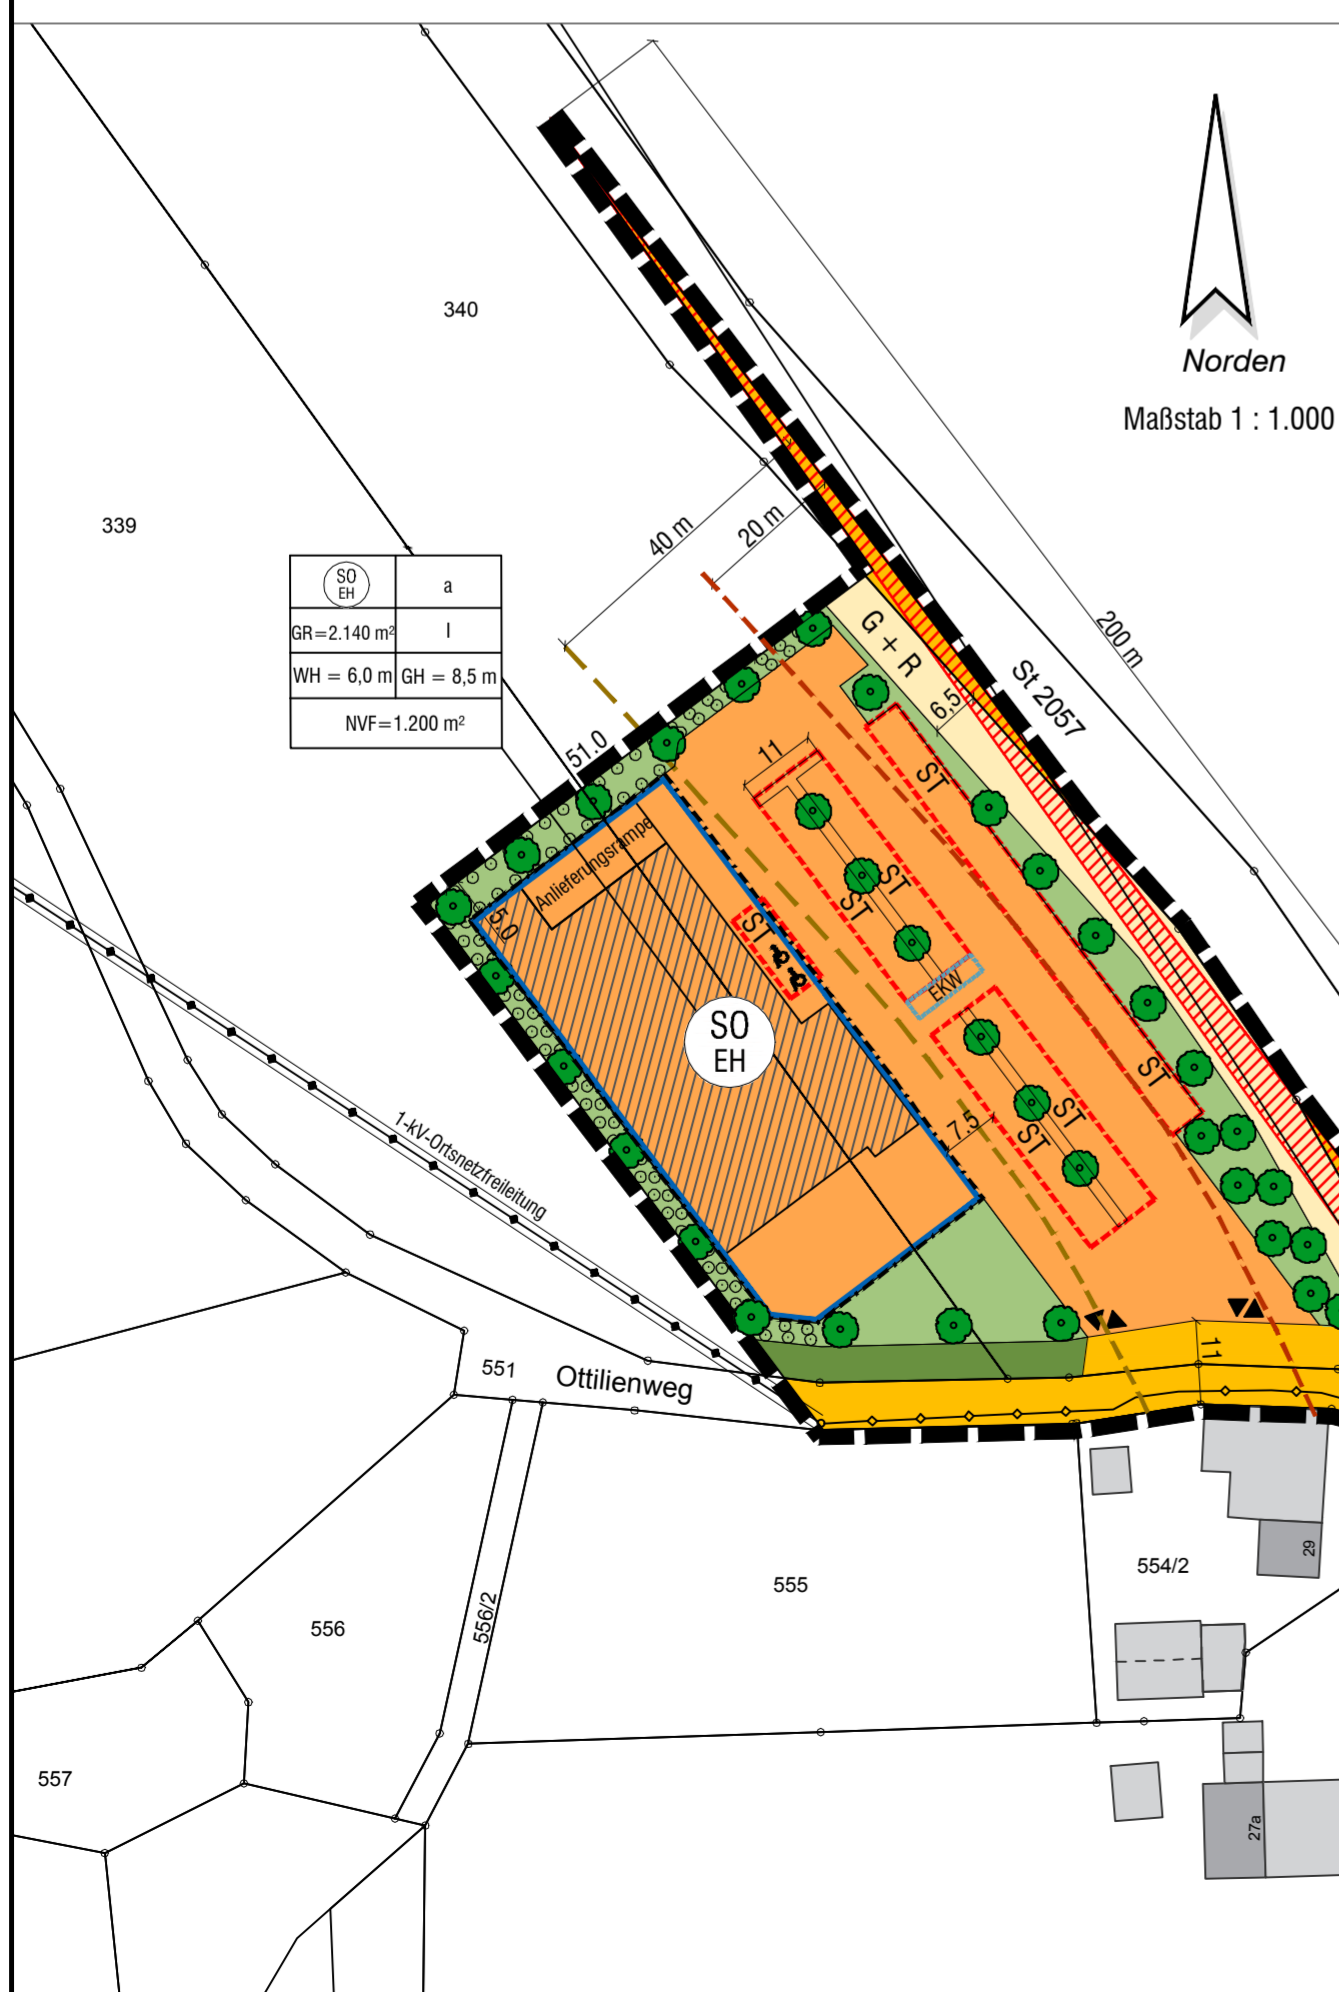 Norden
Maßstab 1 : 1.000
340
339
40 m
20 m
200 m
SO
EH
a
GR=2.140 m²
I
WH = 6,0 m
GH = 8,5 m
NVF=1.200 m²
G + R
St 2057
6.5
51.0
11
ST
Anlieferungsrampe
5.0
ST
ST
ST
EKW
SO
EH
ST
ST
ST
7.5
1-kV-Ortsnetzfreileitung
11
551
Ottilienweg
29
554/2
555
556
556/2
557
27a